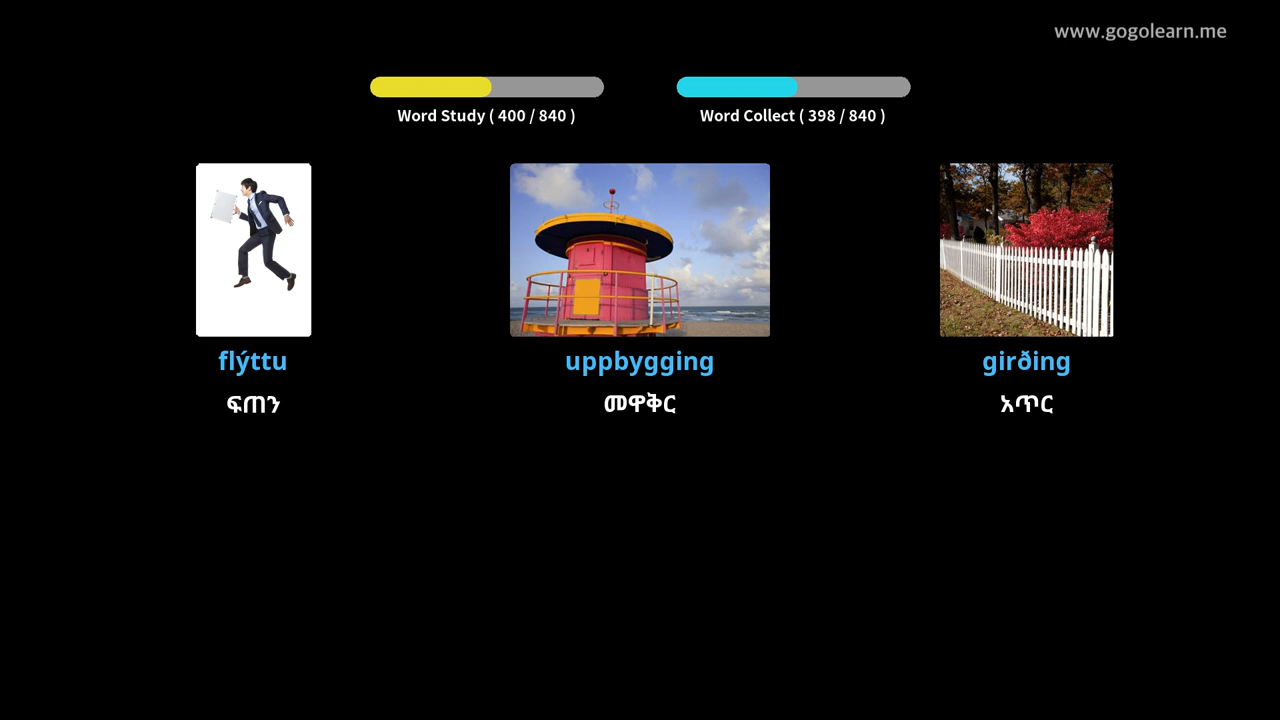 www.gogolearn.me
Word Study ( 400 / 840 )
Word Collect ( 398 / 840 )
flýttu
uppbygging
girðing
ፍጠን
መዋቅር
አጥር